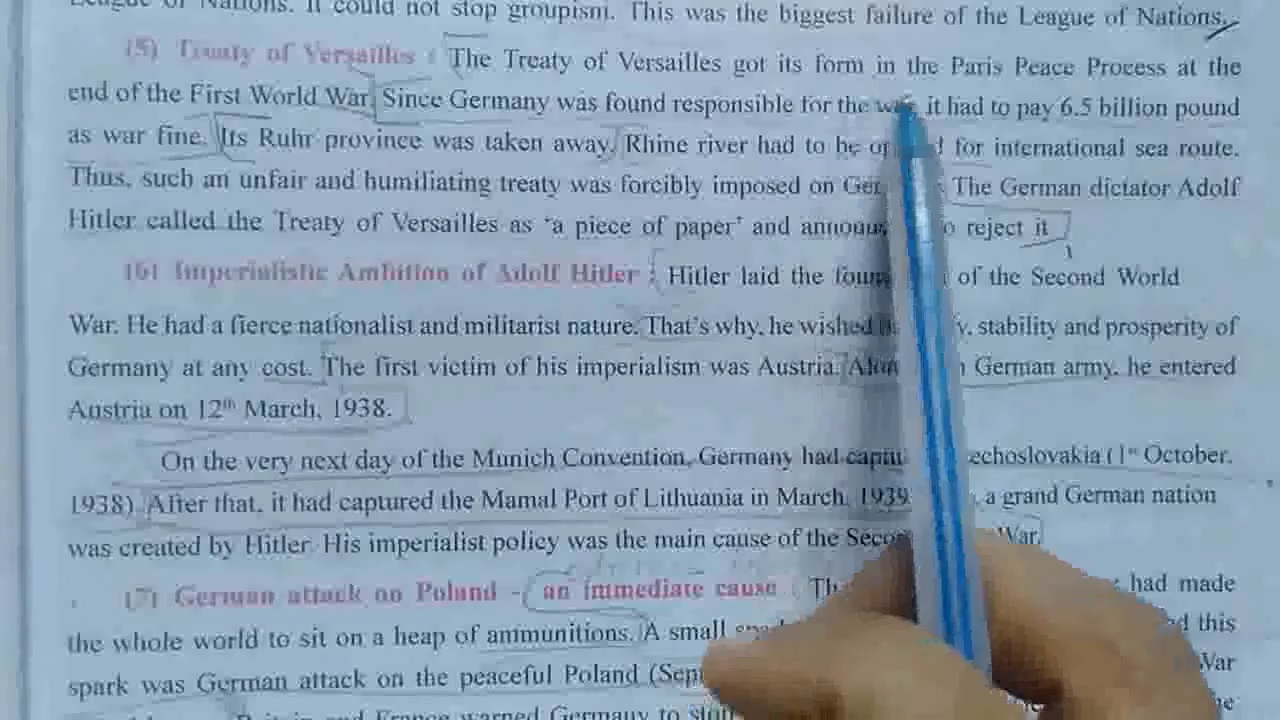 League of Nations. It could not stop groupism. This was the biggest failure of the League of Nations.
(5) Treaty of Versailles : The Treaty of Versailles got its form in the Paris Peace Process at the
end of the First World War. Since Germany was found responsible for the it had to pay 6.5 billion pound
as war fine. Its Ruhr province was taken away. Rhine river had to be for international sea route.
Thus, such an unfair and humiliating treaty was forcibly imposed on The German dictator Adolf
Hitler called the Treaty of Versailles as 'a piece of paper' and reject it
(6) Imperialistic Ambition of Adolf Hitler : Hitler laid the of the Second World
War. He had a fierce nationalist and militarist nature. That's why, he wished stability and prosperity of
Germany at any cost. The first victim of his imperialism was Austria. German army, he entered
Austria on 12th March, 1938.
On the very next day of the Munich Convention, Germany had (1st October,
1938). After that, it had captured the Mamal Port of Lithuania in March, 1939 a grand German nation
was created by Hitler. His imperialist policy was the main cause of the War.
(7) German attack on Poland - an immediate cause : had made
the whole world to sit on a heap of ammunitions. A small this
spark was German attack on the peaceful Poland War
Britain and France warned Germany to